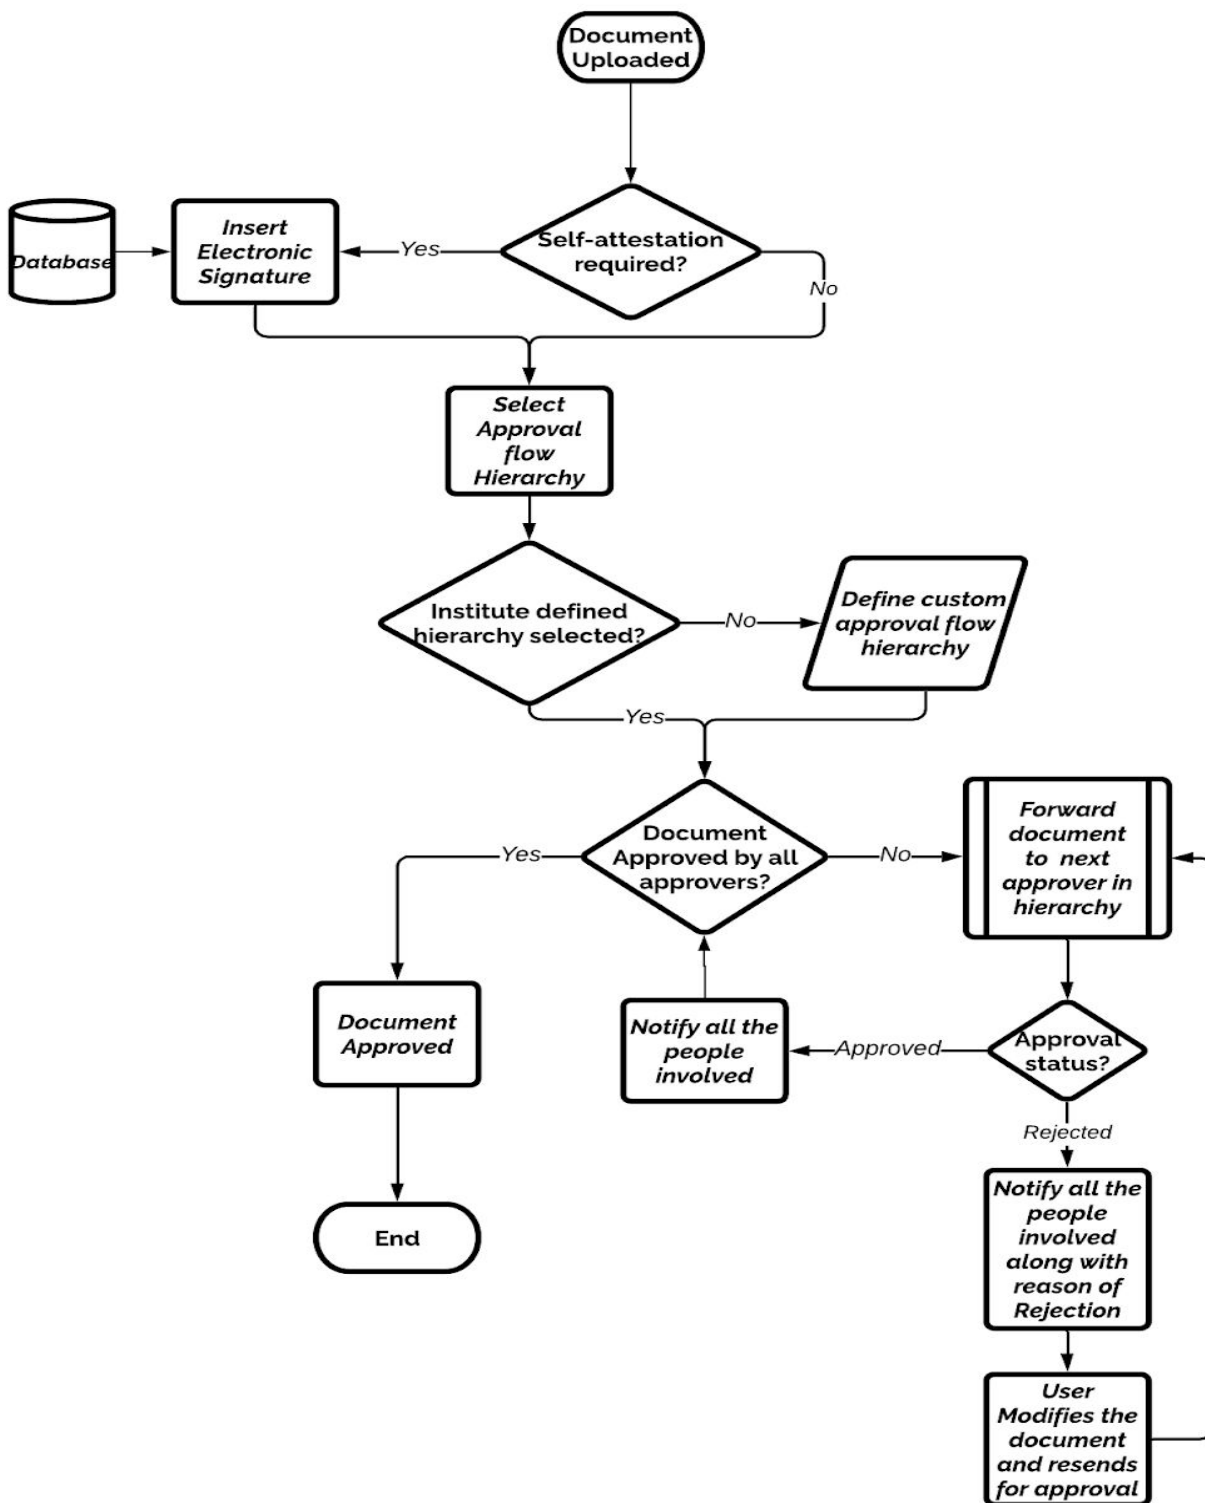 Document
Uploaded
Self-attestation
required?
Yes
No
Insert
Electronic
Signature
Database
Select
Approval
flow
Hierarchy
Institute defined
hierarchy selected?
No
Define custom
approval flow
hierarchy
Yes
Document
Approved by all
approvers?
Yes
No
Forward
document
to next
approver in
hierarchy
Document
Approved
Notify all the
people
involved
Approved
Approval
status?
Rejected
End
Notify all the
people
involved
along with
reason of
Rejection
User
Modifies the
document
and resends
for approval